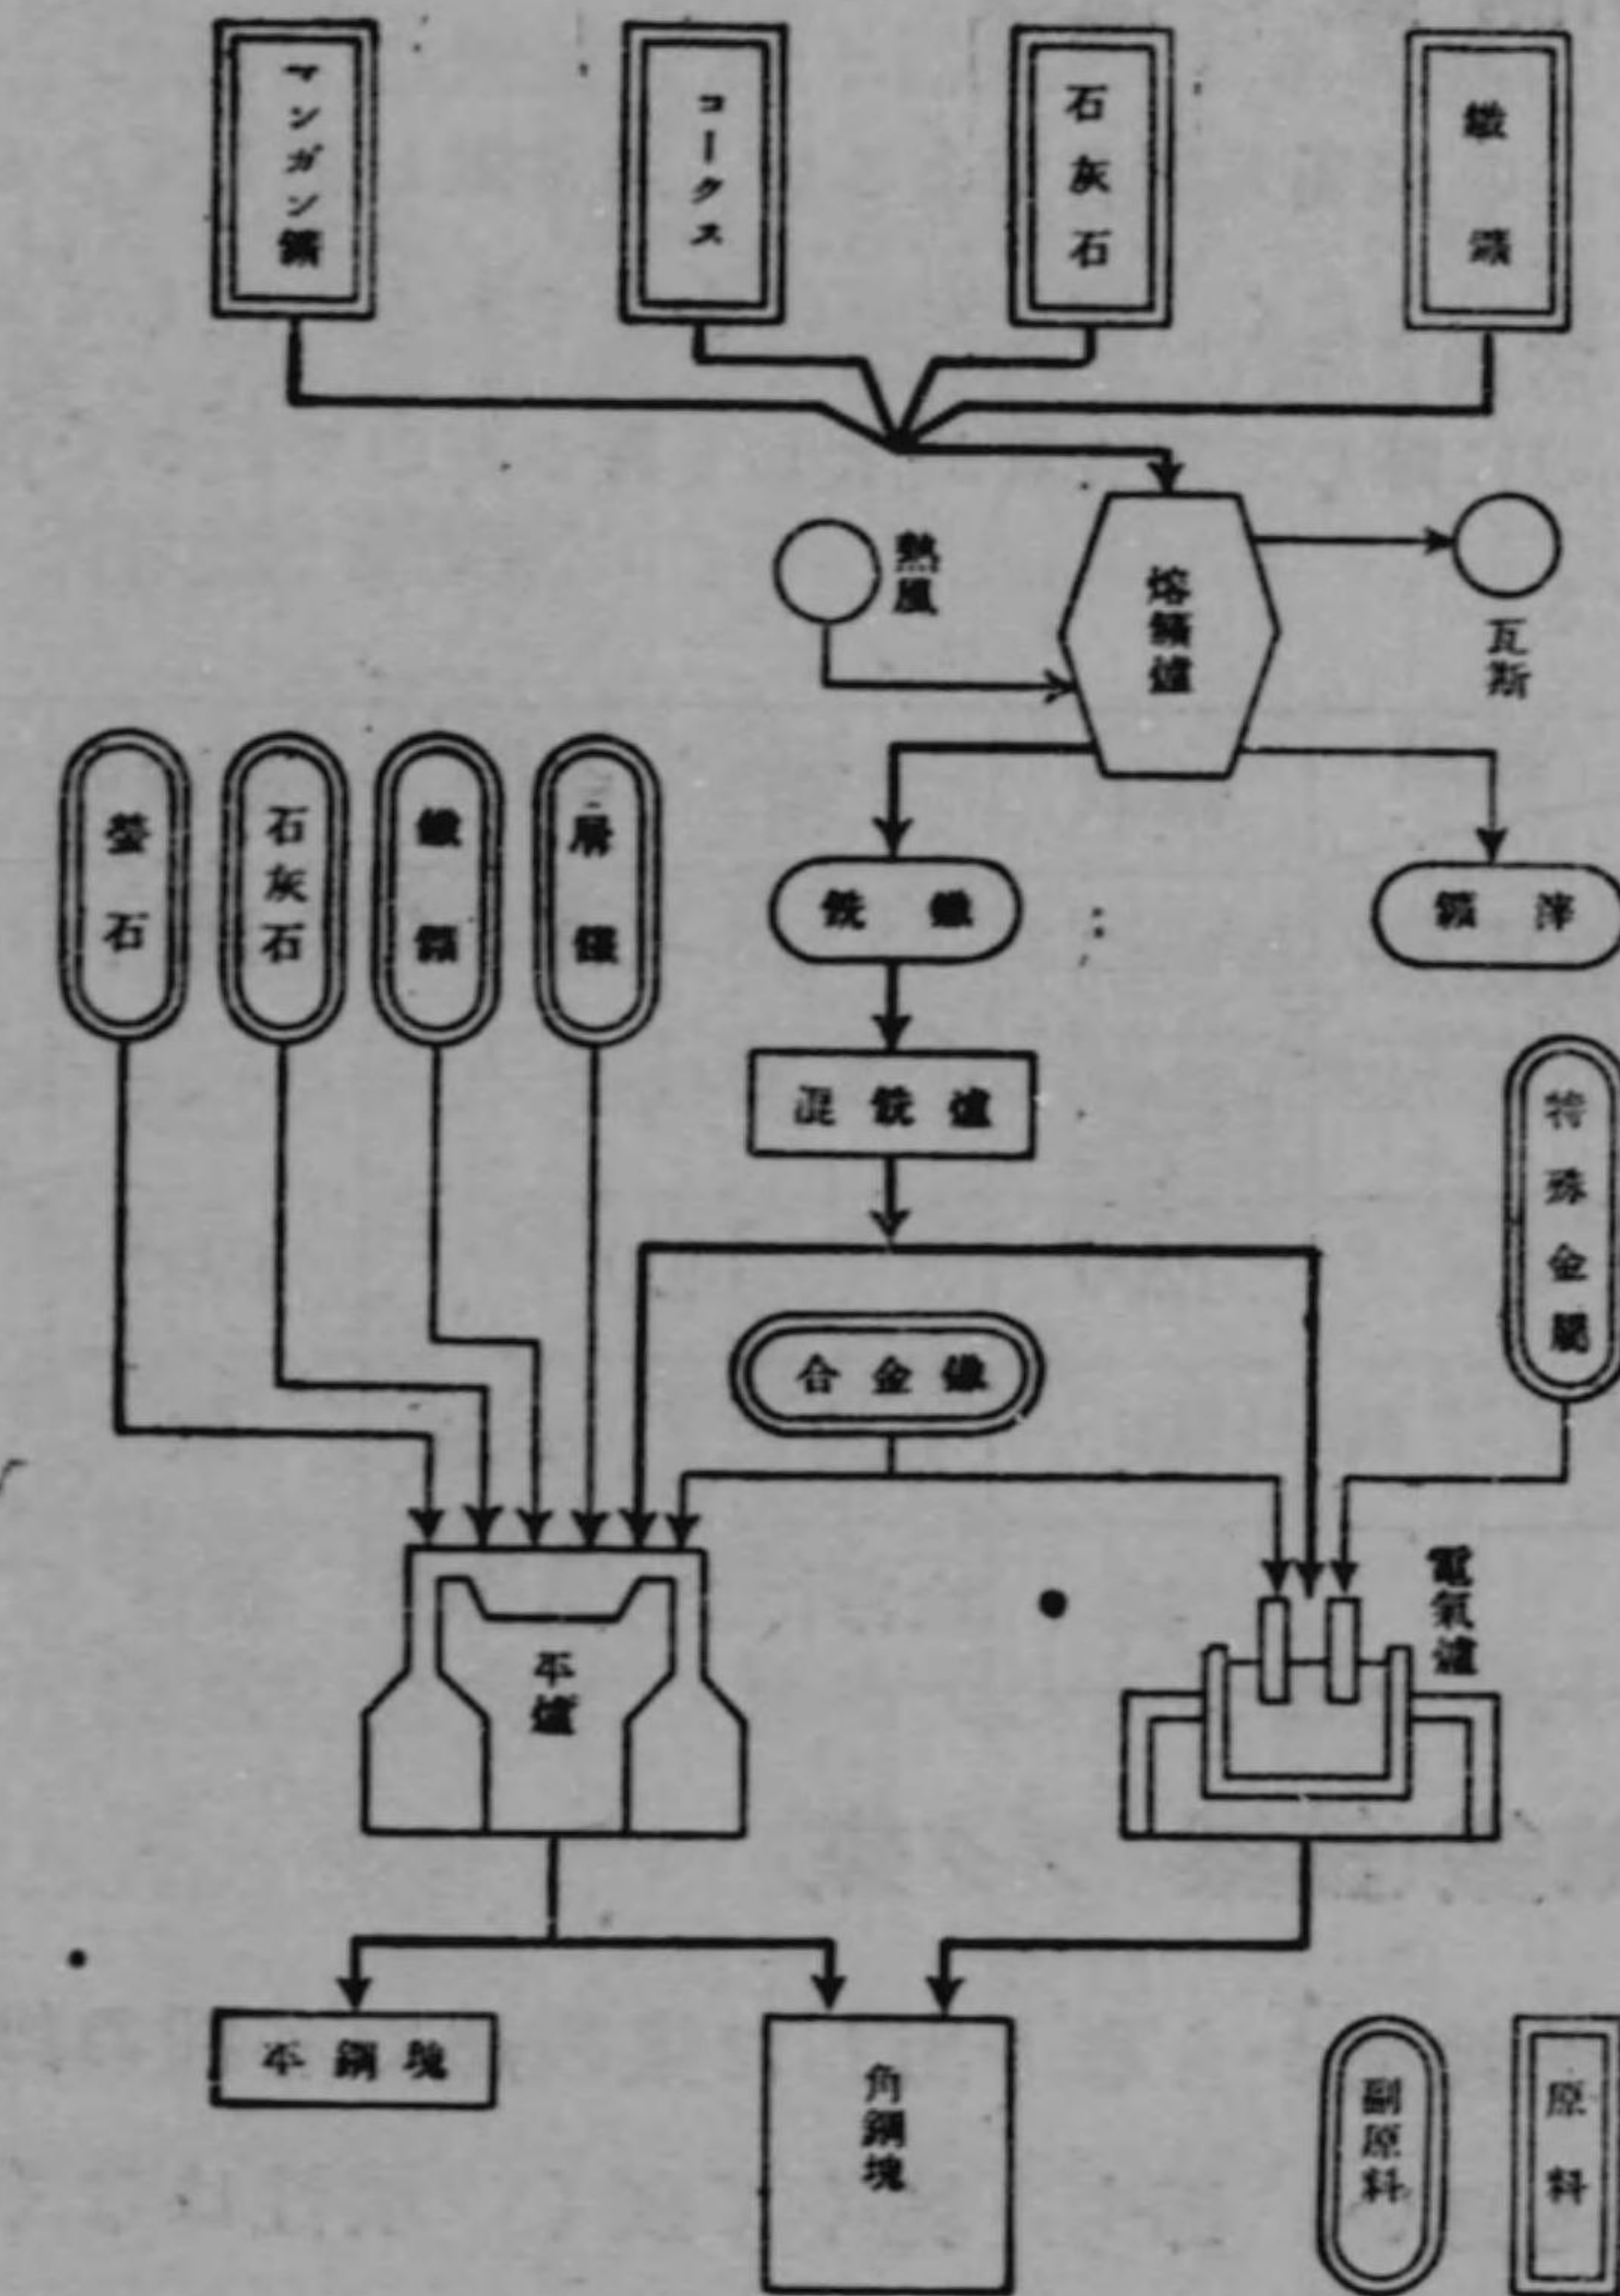 マンガン鑛
コークス
石灰石
鐵鑛
熱風
熔鑛爐
瓦斯
螢石
石灰石
鐵鑛
屑鐵
銑鐵
鑛滓
混銑爐
特殊金屬
合金鐵
電氣爐
平爐
平鋼塊
角鋼塊
副原料
原料